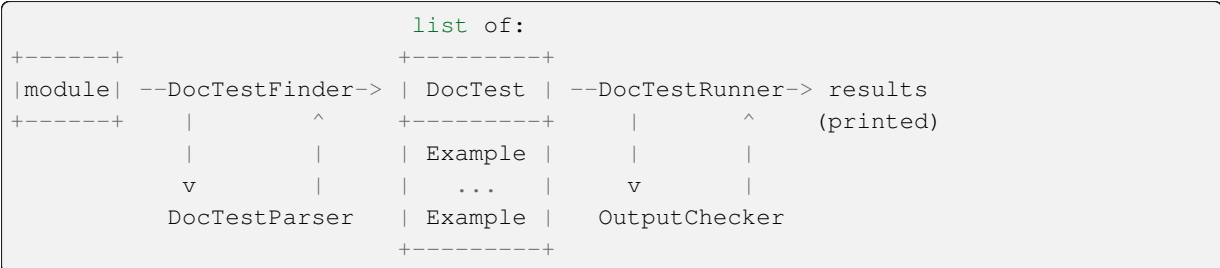 list of:
+------+                   +---------+
|module| --DocTestFinder-> | DocTest | --DocTestRunner-> results
+------+    |        ^     +---------+     |       ^    (printed)
            |        |     | Example |     |       |
            v        |     |   ...   |     v       |
           DocTestParser   | Example |   OutputChecker
                           +---------+